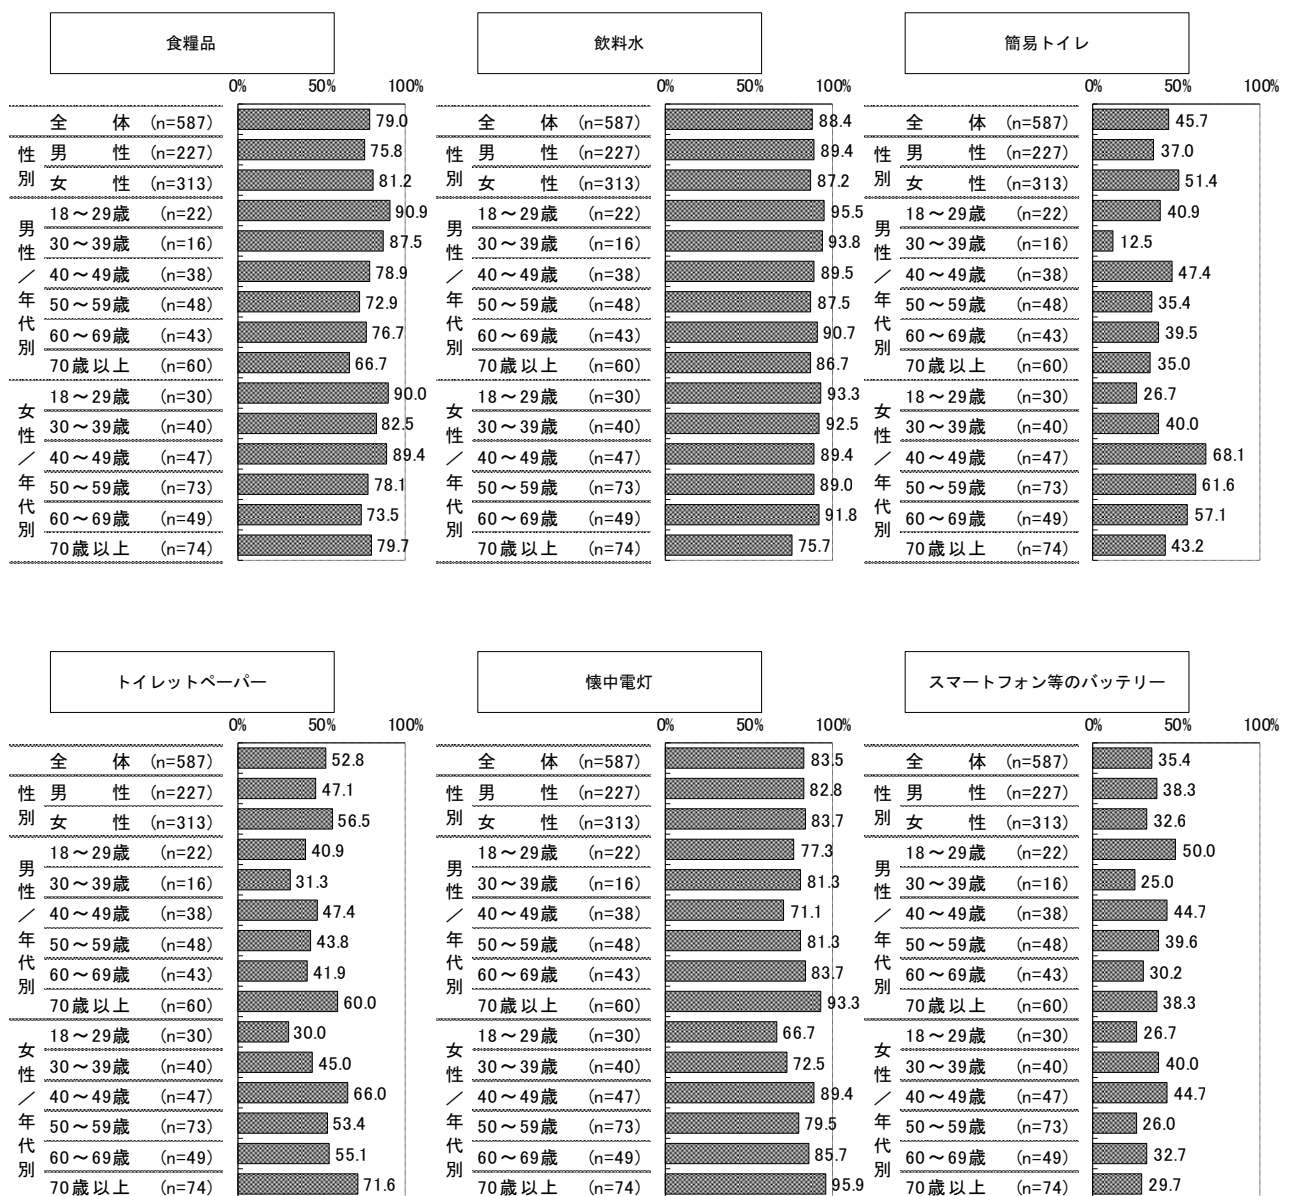 食糧品
0% 50% 100%
全体 (n=587) 79.0
性別
男性 (n=227) 75.8
女性 (n=313) 81.2
男性／年代別
18～29歳 (n=22) 90.9
30～39歳 (n=16) 87.5
40～49歳 (n=38) 78.9
50～59歳 (n=48) 72.9
60～69歳 (n=43) 76.7
70歳以上 (n=60) 66.7
女性／年代別
18～29歳 (n=30) 90.0
30～39歳 (n=40) 82.5
40～49歳 (n=47) 89.4
50～59歳 (n=73) 78.1
60～69歳 (n=49) 73.5
70歳以上 (n=74) 79.7
飲料水
0% 50% 100%
全体 (n=587) 88.4
性別
男性 (n=227) 89.4
女性 (n=313) 87.2
男性／年代別
18～29歳 (n=22) 95.5
30～39歳 (n=16) 93.8
40～49歳 (n=38) 89.5
50～59歳 (n=48) 87.5
60～69歳 (n=43) 90.7
70歳以上 (n=60) 86.7
女性／年代別
18～29歳 (n=30) 93.3
30～39歳 (n=40) 92.5
40～49歳 (n=47) 89.4
50～59歳 (n=73) 89.0
60～69歳 (n=49) 91.8
70歳以上 (n=74) 75.7
簡易トイレ
0% 50% 100%
全体 (n=587) 45.7
性別
男性 (n=227) 37.0
女性 (n=313) 51.4
男性／年代別
18～29歳 (n=22) 40.9
30～39歳 (n=16) 12.5
40～49歳 (n=38) 47.4
50～59歳 (n=48) 35.4
60～69歳 (n=43) 39.5
70歳以上 (n=60) 35.0
女性／年代別
18～29歳 (n=30) 26.7
30～39歳 (n=40) 40.0
40～49歳 (n=47) 68.1
50～59歳 (n=73) 61.6
60～69歳 (n=49) 57.1
70歳以上 (n=74) 43.2
トイレットペーパー
0% 50% 100%
全体 (n=587) 52.8
性別
男性 (n=227) 47.1
女性 (n=313) 56.5
男性／年代別
18～29歳 (n=22) 40.9
30～39歳 (n=16) 31.3
40～49歳 (n=38) 47.4
50～59歳 (n=48) 43.8
60～69歳 (n=43) 41.9
70歳以上 (n=60) 60.0
女性／年代別
18～29歳 (n=30) 30.0
30～39歳 (n=40) 45.0
40～49歳 (n=47) 66.0
50～59歳 (n=73) 53.4
60～69歳 (n=49) 55.1
70歳以上 (n=74) 71.6
懐中電灯
0% 50% 100%
全体 (n=587) 83.5
性別
男性 (n=227) 82.8
女性 (n=313) 83.7
男性／年代別
18～29歳 (n=22) 77.3
30～39歳 (n=16) 81.3
40～49歳 (n=38) 71.1
50～59歳 (n=48) 81.3
60～69歳 (n=43) 83.7
70歳以上 (n=60) 93.3
女性／年代別
18～29歳 (n=30) 66.7
30～39歳 (n=40) 72.5
40～49歳 (n=47) 89.4
50～59歳 (n=73) 79.5
60～69歳 (n=49) 85.7
70歳以上 (n=74) 95.9
スマートフォン等のバッテリー
0% 50% 100%
全体 (n=587) 35.4
性別
男性 (n=227) 38.3
女性 (n=313) 32.6
男性／年代別
18～29歳 (n=22) 50.0
30～39歳 (n=16) 25.0
40～49歳 (n=38) 44.7
50～59歳 (n=48) 39.6
60～69歳 (n=43) 30.2
70歳以上 (n=60) 38.3
女性／年代別
18～29歳 (n=30) 26.7
30～39歳 (n=40) 40.0
40～49歳 (n=47) 44.7
50～59歳 (n=73) 26.0
60～69歳 (n=49) 32.7
70歳以上 (n=74) 29.7